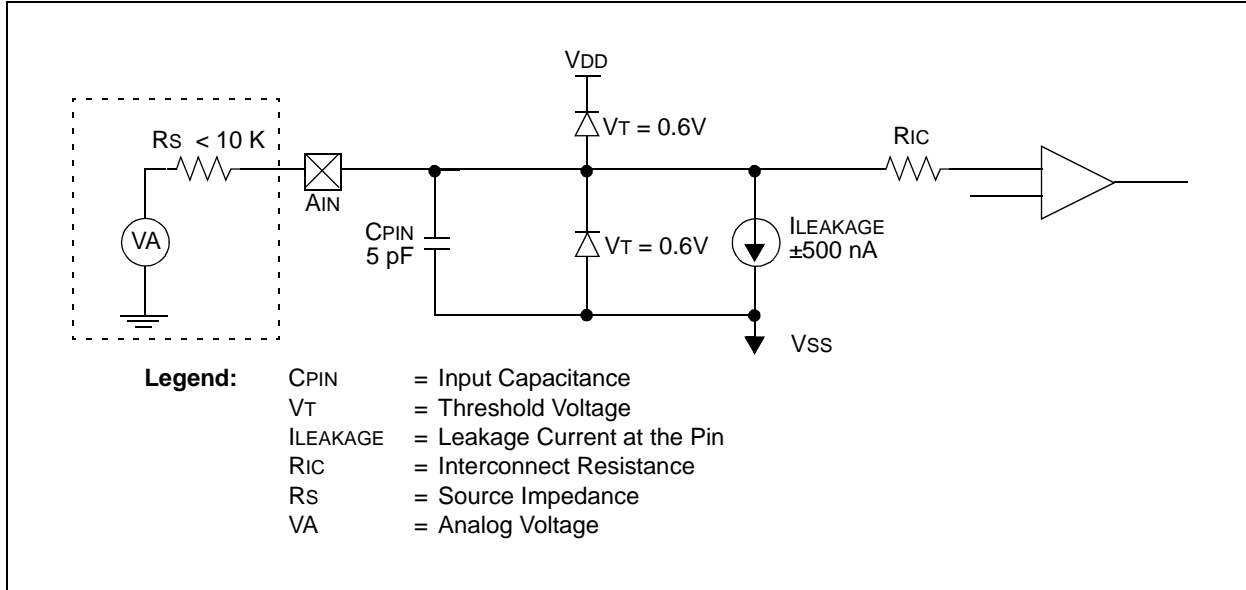 VDD
RS < 10 K
VT = 0.6V
RIC
AIN
CPIN
5 pF
VT = 0.6V
ILEAKAGE
±500 nA
VA
VSS
Legend: CPIN = Input Capacitance
VT = Threshold Voltage
ILEAKAGE = Leakage Current at the Pin
RIC = Interconnect Resistance
RS = Source Impedance
VA = Analog Voltage